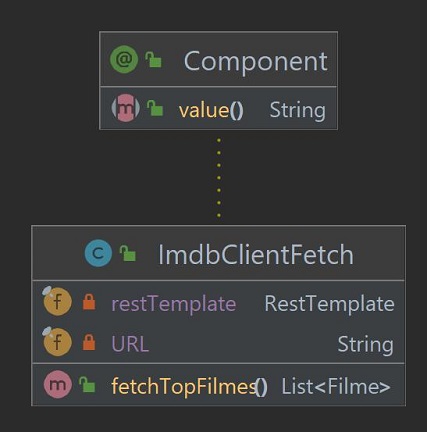 @ Component
m value() String
C ImdbClientFetch
f restTemplate RestTemplate
f URL String
m fetchTopFilmes() List<Filme>